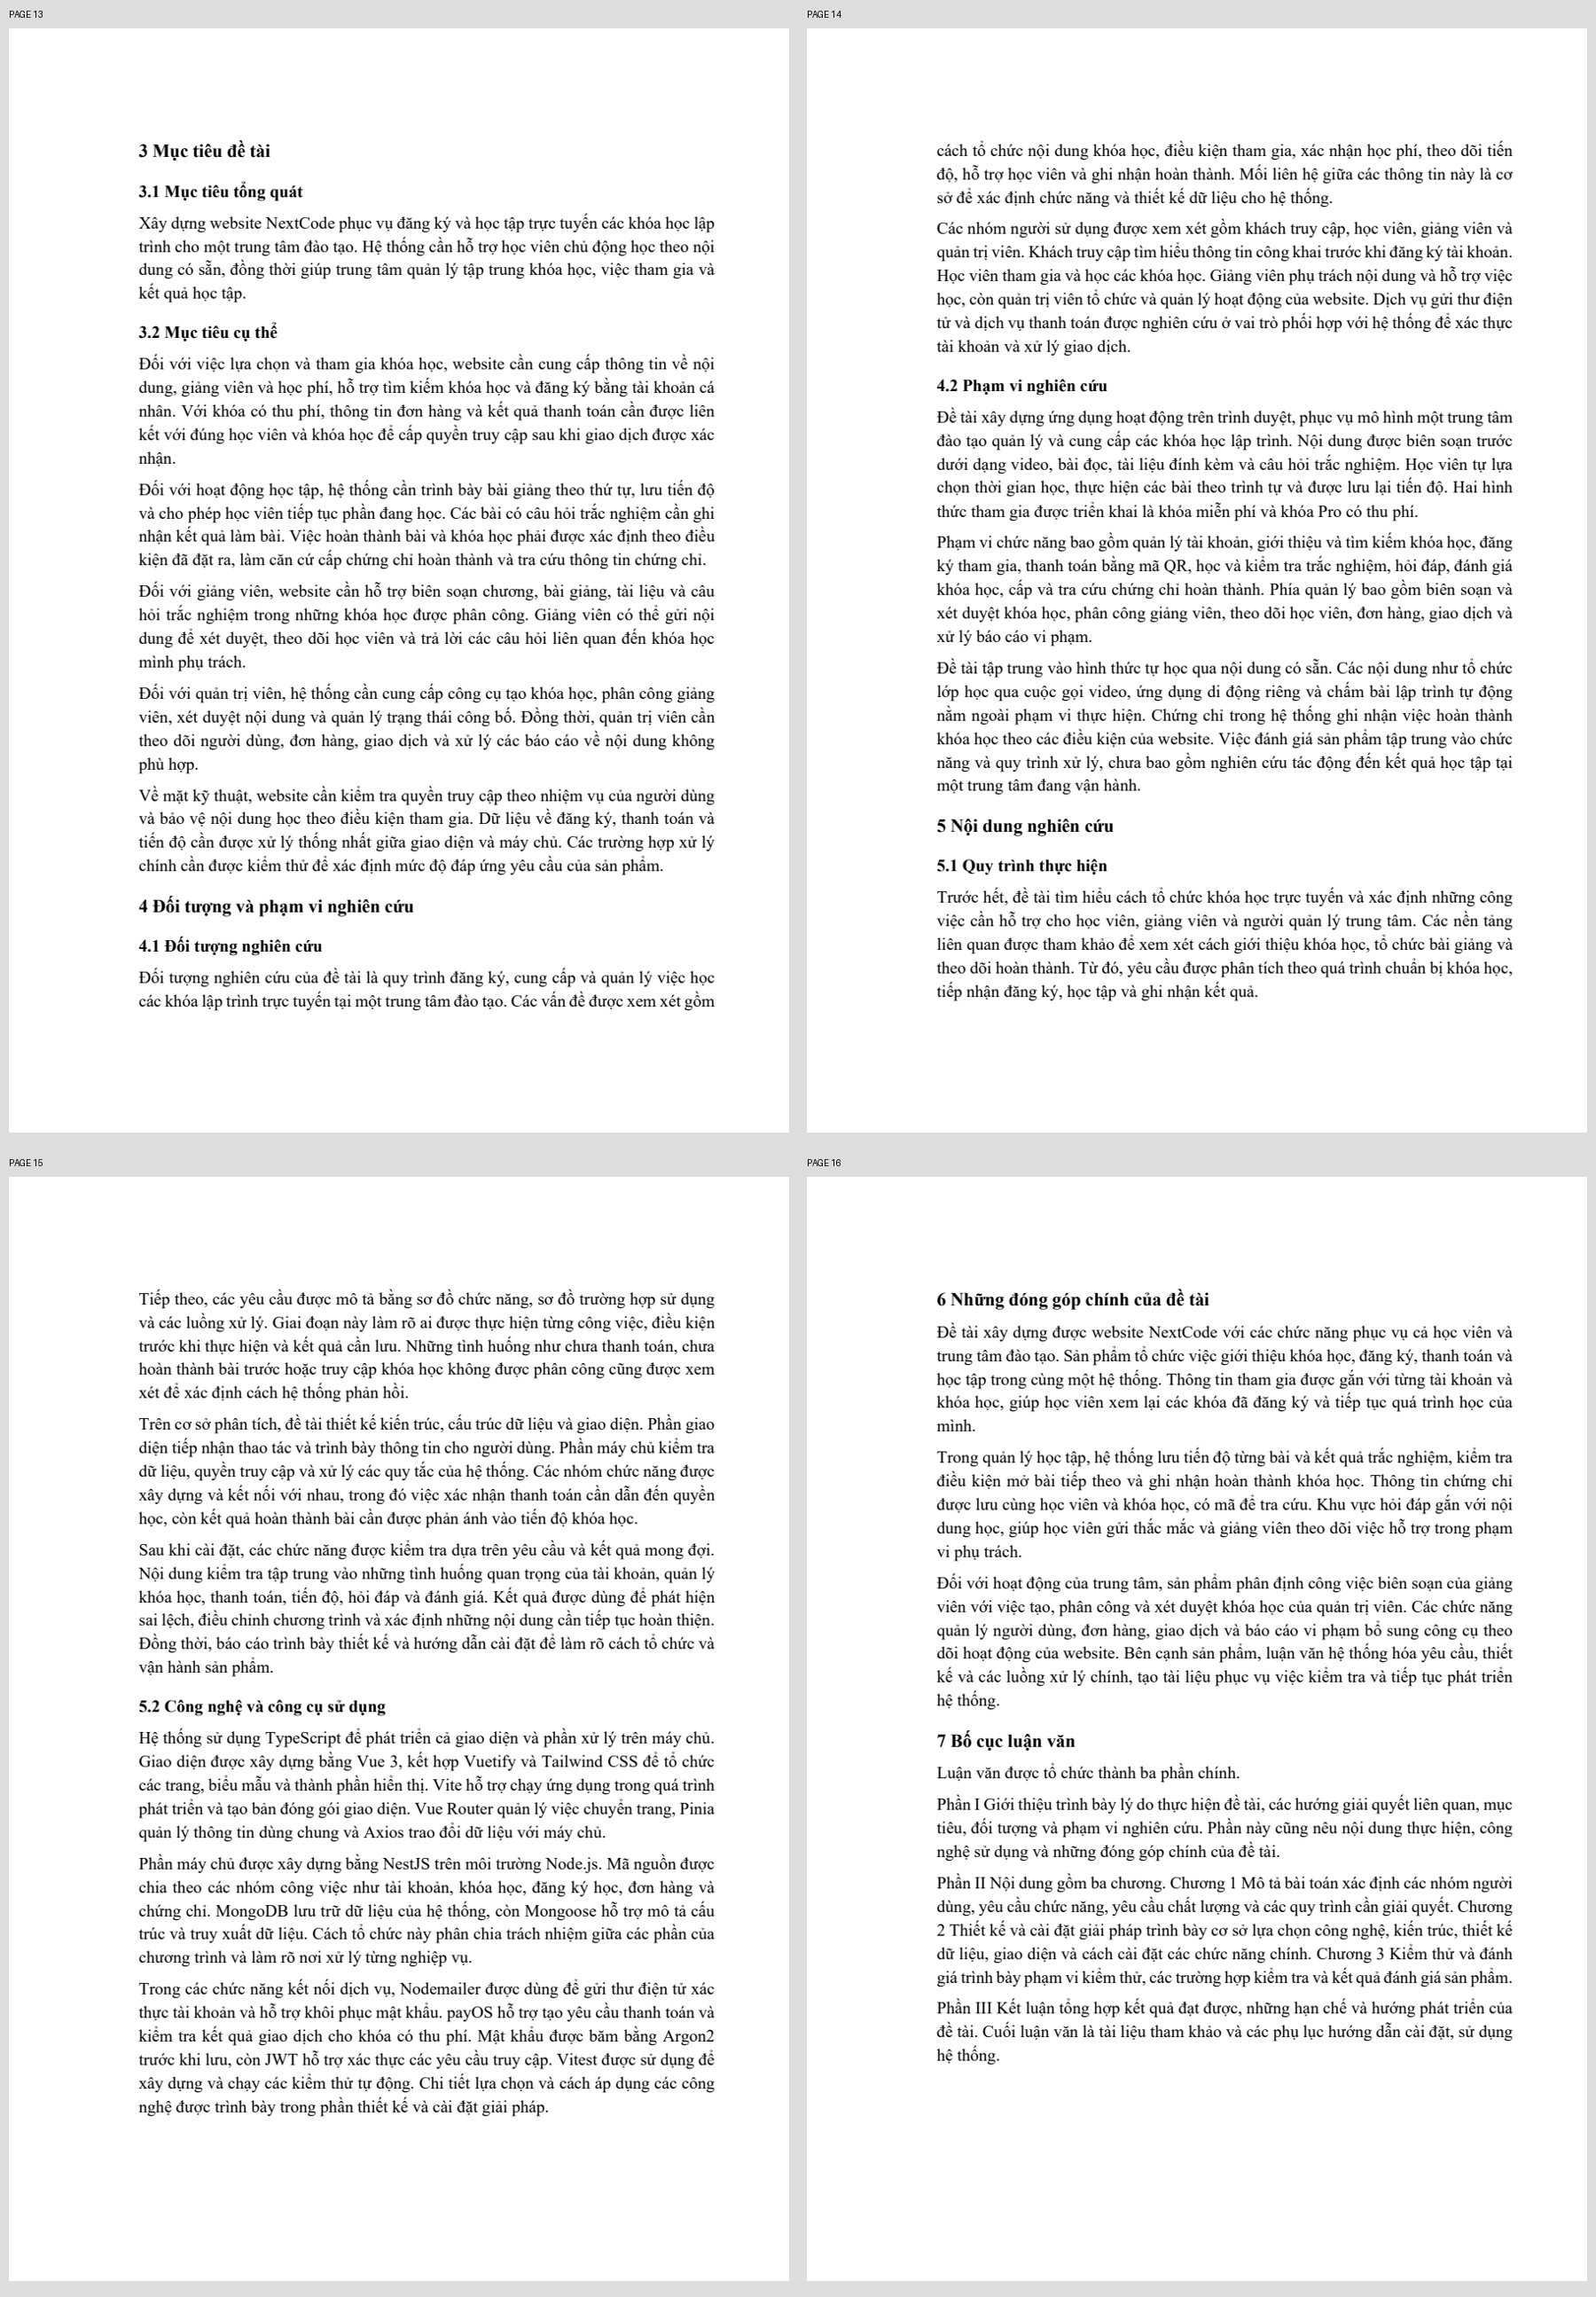 PAGE 13
3 Mục tiêu đề tài
3.1 Mục tiêu tổng quát
Xây dựng website NextCode phục vụ đăng ký và học tập trực tuyến các khóa học lập
trình cho một trung tâm đào tạo. Hệ thống cần hỗ trợ học viên chủ động học theo nội
dung có sẵn, đồng thời giúp trung tâm quản lý tập trung khóa học, việc tham gia và
kết quả học tập.
3.2 Mục tiêu cụ thể
Đối với việc lựa chọn và tham gia khóa học, website cần cung cấp thông tin về nội
dung, giảng viên và học phí, hỗ trợ tìm kiếm khóa học và đăng ký bằng tài khoản cá
nhân. Với khóa có thu phí, thông tin đơn hàng và kết quả thanh toán cần được liên
kết với đúng học viên và khóa học để cấp quyền truy cập sau khi giao dịch được xác
nhận.
Đối với hoạt động học tập, hệ thống cần trình bày bài giảng theo thứ tự, lưu tiến độ
và cho phép học viên tiếp tục phần đang học. Các bài có câu hỏi trắc nghiệm cần ghi
nhận kết quả làm bài. Việc hoàn thành bài và khóa học phải được xác định theo điều
kiện đã đặt ra, làm căn cứ cấp chứng chỉ hoàn thành và tra cứu thông tin chứng chỉ.
Đối với giảng viên, website cần hỗ trợ biên soạn chương, bài giảng, tài liệu và câu
hỏi trắc nghiệm trong những khóa học được phân công. Giảng viên có thể gửi nội
dung để xét duyệt, theo dõi học viên và trả lời các câu hỏi liên quan đến khóa học
mình phụ trách.
Đối với quản trị viên, hệ thống cần cung cấp công cụ tạo khóa học, phân công giảng
viên, xét duyệt nội dung và quản lý trạng thái công bố. Đồng thời, quản trị viên cần
theo dõi người dùng, đơn hàng, giao dịch và xử lý các báo cáo về nội dung không
phù hợp.
Về mặt kỹ thuật, website cần kiểm tra quyền truy cập theo nhiệm vụ của người dùng
và bảo vệ nội dung học theo điều kiện tham gia. Dữ liệu về đăng ký, thanh toán và
tiến độ cần được xử lý thống nhất giữa giao diện và máy chủ. Các trường hợp xử lý
chính cần được kiểm thử để xác định mức độ đáp ứng yêu cầu của sản phẩm.
4 Đối tượng và phạm vi nghiên cứu
4.1 Đối tượng nghiên cứu
Đối tượng nghiên cứu của đề tài là quy trình đăng ký, cung cấp và quản lý việc học
các khóa lập trình trực tuyến tại một trung tâm đào tạo. Các vấn đề được xem xét gồm
PAGE 14
cách tổ chức nội dung khóa học, điều kiện tham gia, xác nhận học phí, theo dõi tiến
độ, hỗ trợ học viên và ghi nhận hoàn thành. Mối liên hệ giữa các thông tin này là cơ
sở để xác định chức năng và thiết kế dữ liệu cho hệ thống.
Các nhóm người sử dụng được xem xét gồm khách truy cập, học viên, giảng viên và
quản trị viên. Khách truy cập tìm hiểu thông tin công khai trước khi đăng ký tài khoản.
Học viên tham gia và học các khóa học. Giảng viên phụ trách nội dung và hỗ trợ việc
học, còn quản trị viên tổ chức và quản lý hoạt động của website. Dịch vụ gửi thư điện
tử và dịch vụ thanh toán được nghiên cứu ở vai trò phối hợp với hệ thống để xác thực
tài khoản và xử lý giao dịch.
4.2 Phạm vi nghiên cứu
Đề tài xây dựng ứng dụng hoạt động trên trình duyệt, phục vụ mô hình một trung tâm
đào tạo quản lý và cung cấp các khóa học lập trình. Nội dung được biên soạn trước
dưới dạng video, bài đọc, tài liệu đính kèm và câu hỏi trắc nghiệm. Học viên tự lựa
chọn thời gian học, thực hiện các bài theo trình tự và được lưu lại tiến độ. Hai hình
thức tham gia được triển khai là khóa miễn phí và khóa Pro có thu phí.
Phạm vi chức năng bao gồm quản lý tài khoản, giới thiệu và tìm kiếm khóa học, đăng
ký tham gia, thanh toán bằng mã QR, học và kiểm tra trắc nghiệm, hỏi đáp, đánh giá
khóa học, cấp và tra cứu chứng chỉ hoàn thành. Phía quản lý bao gồm biên soạn và
xét duyệt khóa học, phân công giảng viên, theo dõi học viên, đơn hàng, giao dịch và
xử lý báo cáo vi phạm.
Đề tài tập trung vào hình thức tự học qua nội dung có sẵn. Các nội dung như tổ chức
lớp học qua cuộc gọi video, ứng dụng di động riêng và chấm bài lập trình tự động
nằm ngoài phạm vi thực hiện. Chứng chỉ trong hệ thống ghi nhận việc hoàn thành
khóa học theo các điều kiện của website. Việc đánh giá sản phẩm tập trung vào chức
năng và quy trình xử lý, chưa bao gồm nghiên cứu tác động đến kết quả học tập tại
một trung tâm đang vận hành.
5 Nội dung nghiên cứu
5.1 Quy trình thực hiện
Trước hết, đề tài tìm hiểu cách tổ chức khóa học trực tuyến và xác định những công
việc cần hỗ trợ cho học viên, giảng viên và người quản lý trung tâm. Các nền tảng
liên quan được tham khảo để xem xét cách giới thiệu khóa học, tổ chức bài giảng và
theo dõi hoàn thành. Từ đó, yêu cầu được phân tích theo quá trình chuẩn bị khóa học,
tiếp nhận đăng ký, học tập và ghi nhận kết quả.
PAGE 15
Tiếp theo, các yêu cầu được mô tả bằng sơ đồ chức năng, sơ đồ trường hợp sử dụng
và các luồng xử lý. Giai đoạn này làm rõ ai được thực hiện từng công việc, điều kiện
trước khi thực hiện và kết quả cần lưu. Những tình huống như chưa thanh toán, chưa
hoàn thành bài trước hoặc truy cập khóa học không được phân công cũng được xem
xét để xác định cách hệ thống phản hồi.
Trên cơ sở phân tích, đề tài thiết kế kiến trúc, cấu trúc dữ liệu và giao diện. Phần giao
diện tiếp nhận thao tác và trình bày thông tin cho người dùng. Phần máy chủ kiểm tra
dữ liệu, quyền truy cập và xử lý các quy tắc của hệ thống. Các nhóm chức năng được
xây dựng và kết nối với nhau, trong đó việc xác nhận thanh toán cần dẫn đến quyền
học, còn kết quả hoàn thành bài cần được phản ánh vào tiến độ khóa học.
Sau khi cài đặt, các chức năng được kiểm tra dựa trên yêu cầu và kết quả mong đợi.
Nội dung kiểm tra tập trung vào những tình huống quan trọng của tài khoản, quản lý
khóa học, thanh toán, tiến độ, hỏi đáp và đánh giá. Kết quả được dùng để phát hiện
sai lệch, điều chỉnh chương trình và xác định những nội dung cần tiếp tục hoàn thiện.
Đồng thời, báo cáo trình bày thiết kế và hướng dẫn cài đặt để làm rõ cách tổ chức và
vận hành sản phẩm.
5.2 Công nghệ và công cụ sử dụng
Hệ thống sử dụng TypeScript để phát triển cả giao diện và phần xử lý trên máy chủ.
Giao diện được xây dựng bằng Vue 3, kết hợp Vuetify và Tailwind CSS để tổ chức
các trang, biểu mẫu và thành phần hiển thị. Vite hỗ trợ chạy ứng dụng trong quá trình
phát triển và tạo bản đóng gói giao diện. Vue Router quản lý việc chuyển trang, Pinia
quản lý thông tin dùng chung và Axios trao đổi dữ liệu với máy chủ.
Phần máy chủ được xây dựng bằng NestJS trên môi trường Node.js. Mã nguồn được
chia theo các nhóm công việc như tài khoản, khóa học, đăng ký học, đơn hàng và
chứng chỉ. MongoDB lưu trữ dữ liệu của hệ thống, còn Mongoose hỗ trợ mô tả cấu
trúc và truy xuất dữ liệu. Cách tổ chức này phân chia trách nhiệm giữa các phần của
chương trình và làm rõ nơi xử lý từng nghiệp vụ.
Trong các chức năng kết nối dịch vụ, Nodemailer được dùng để gửi thư điện tử xác
thực tài khoản và hỗ trợ khôi phục mật khẩu. payOS hỗ trợ tạo yêu cầu thanh toán và
kiểm tra kết quả giao dịch cho khóa có thu phí. Mật khẩu được băm bằng Argon2
trước khi lưu, còn JWT hỗ trợ xác thực các yêu cầu truy cập. Vitest được sử dụng để
xây dựng và chạy các kiểm thử tự động. Chi tiết lựa chọn và cách áp dụng các công
nghệ được trình bày trong phần thiết kế và cài đặt giải pháp.
PAGE 16
6 Những đóng góp chính của đề tài
Đề tài xây dựng được website NextCode với các chức năng phục vụ cả học viên và
trung tâm đào tạo. Sản phẩm tổ chức việc giới thiệu khóa học, đăng ký, thanh toán và
học tập trong cùng một hệ thống. Thông tin tham gia được gắn với từng tài khoản và
khóa học, giúp học viên xem lại các khóa đã đăng ký và tiếp tục quá trình học của
mình.
Trong quản lý học tập, hệ thống lưu tiến độ từng bài và kết quả trắc nghiệm, kiểm tra
điều kiện mở bài tiếp theo và ghi nhận hoàn thành khóa học. Thông tin chứng chỉ
được lưu cùng học viên và khóa học, có mã để tra cứu. Khu vực hỏi đáp gắn với nội
dung học, giúp học viên gửi thắc mắc và giảng viên theo dõi việc hỗ trợ trong phạm
vi phụ trách.
Đối với hoạt động của trung tâm, sản phẩm phân định công việc biên soạn của giảng
viên với việc tạo, phân công và xét duyệt khóa học của quản trị viên. Các chức năng
quản lý người dùng, đơn hàng, giao dịch và báo cáo vi phạm bổ sung công cụ theo
dõi hoạt động của website. Bên cạnh sản phẩm, luận văn hệ thống hóa yêu cầu, thiết
kế và các luồng xử lý chính, tạo tài liệu phục vụ việc kiểm tra và tiếp tục phát triển
hệ thống.
7 Bố cục luận văn
Luận văn được tổ chức thành ba phần chính.
Phần I Giới thiệu trình bày lý do thực hiện đề tài, các hướng giải quyết liên quan, mục
tiêu, đối tượng và phạm vi nghiên cứu. Phần này cũng nêu nội dung thực hiện, công
nghệ sử dụng và những đóng góp chính của đề tài.
Phần II Nội dung gồm ba chương. Chương 1 Mô tả bài toán xác định các nhóm người
dùng, yêu cầu chức năng, yêu cầu chất lượng và các quy trình cần giải quyết. Chương
2 Thiết kế và cài đặt giải pháp trình bày cơ sở lựa chọn công nghệ, kiến trúc, thiết kế
dữ liệu, giao diện và cách cài đặt các chức năng chính. Chương 3 Kiểm thử và đánh
giá trình bày phạm vi kiểm thử, các trường hợp kiểm tra và kết quả đánh giá sản phẩm.
Phần III Kết luận tổng hợp kết quả đạt được, những hạn chế và hướng phát triển của
đề tài. Cuối luận văn là tài liệu tham khảo và các phụ lục hướng dẫn cài đặt, sử dụng
hệ thống.